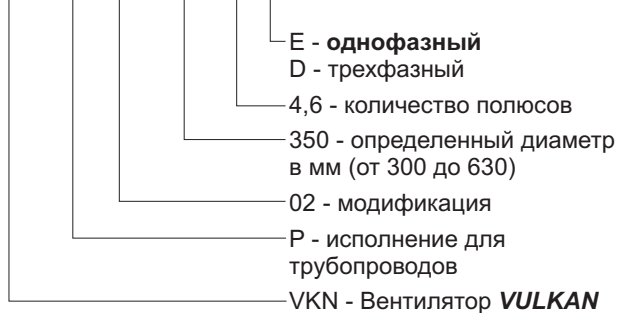 E - однофазный
D - трехфазный
4,6 - количество полюсов
350 - определенный диаметр
в мм (от 300 до 630)
02 - модификация
P - исполнение для
трубопроводов
VKN - Вентилятор VULKAN